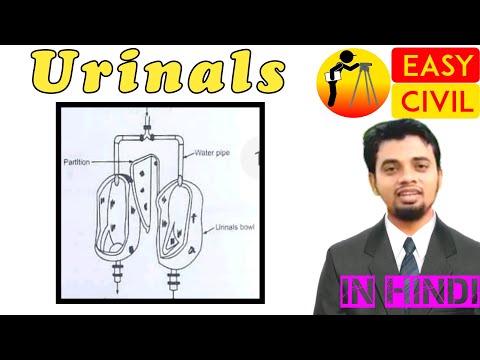 Urinals
EASY
CIVIL
Partition
Water pipe
Urinals bowl
IN HINDI